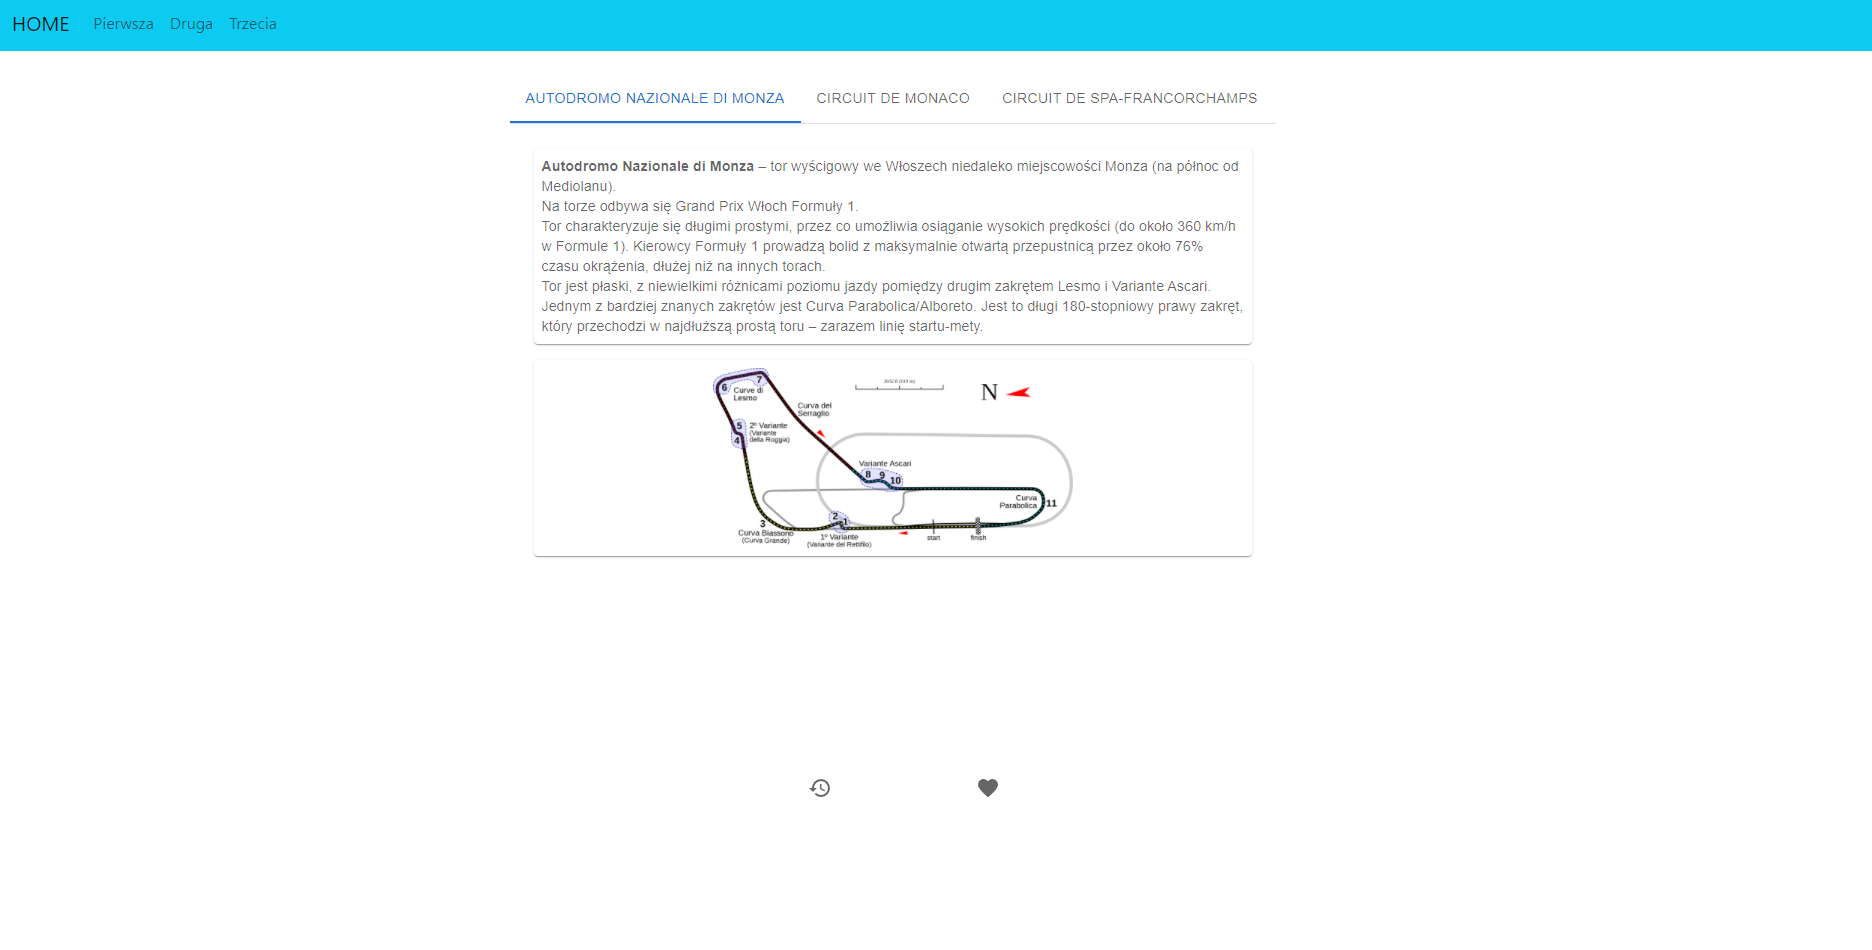 HOME Pierwsza Druga Trzecia
AUTODROMO NAZIONALE DI MONZA CIRCUIT DE MONACO CIRCUIT DE SPA-FRANCORCHAMPS
Autodromo Nazionale di Monza – tor wyścigowy we Włoszech niedaleko miejscowości Monza (na północ od
Mediolanu).
Na torze odbywa się Grand Prix Włoch Formuły 1.
Tor charakteryzuje się długimi prostymi, przez co umożliwia osiąganie wysokich prędkości (do około 360 km/h
w Formule 1). Kierowcy Formuły 1 prowadzą bolid z maksymalnie otwartą przepustnicą przez około 76%
czasu okrążenia, dłużej niż na innych torach.
Tor jest płaski, z niewielkimi różnicami poziomu jazdy pomiędzy drugim zakrętem Lesmo i Variante Ascari.
Jednym z bardziej znanych zakrętów jest Curva Parabolica/Alboreto. Jest to długi 180-stopniowy prawy zakręt,
który przechodzi w najdłuższą prostą toru – zarazem linię startu-mety.
6
7
Curve di
Lesmo
N
Curva del
Serraglio
5
4
2º Variante
(Variante
della Roggia)
Variante Ascari
8
9
10
Curva
Parabolica
11
3
Curva Biassono
(Curva Grande)
2
1
1º Variante
(Variante del Rettifilo)
start
finish